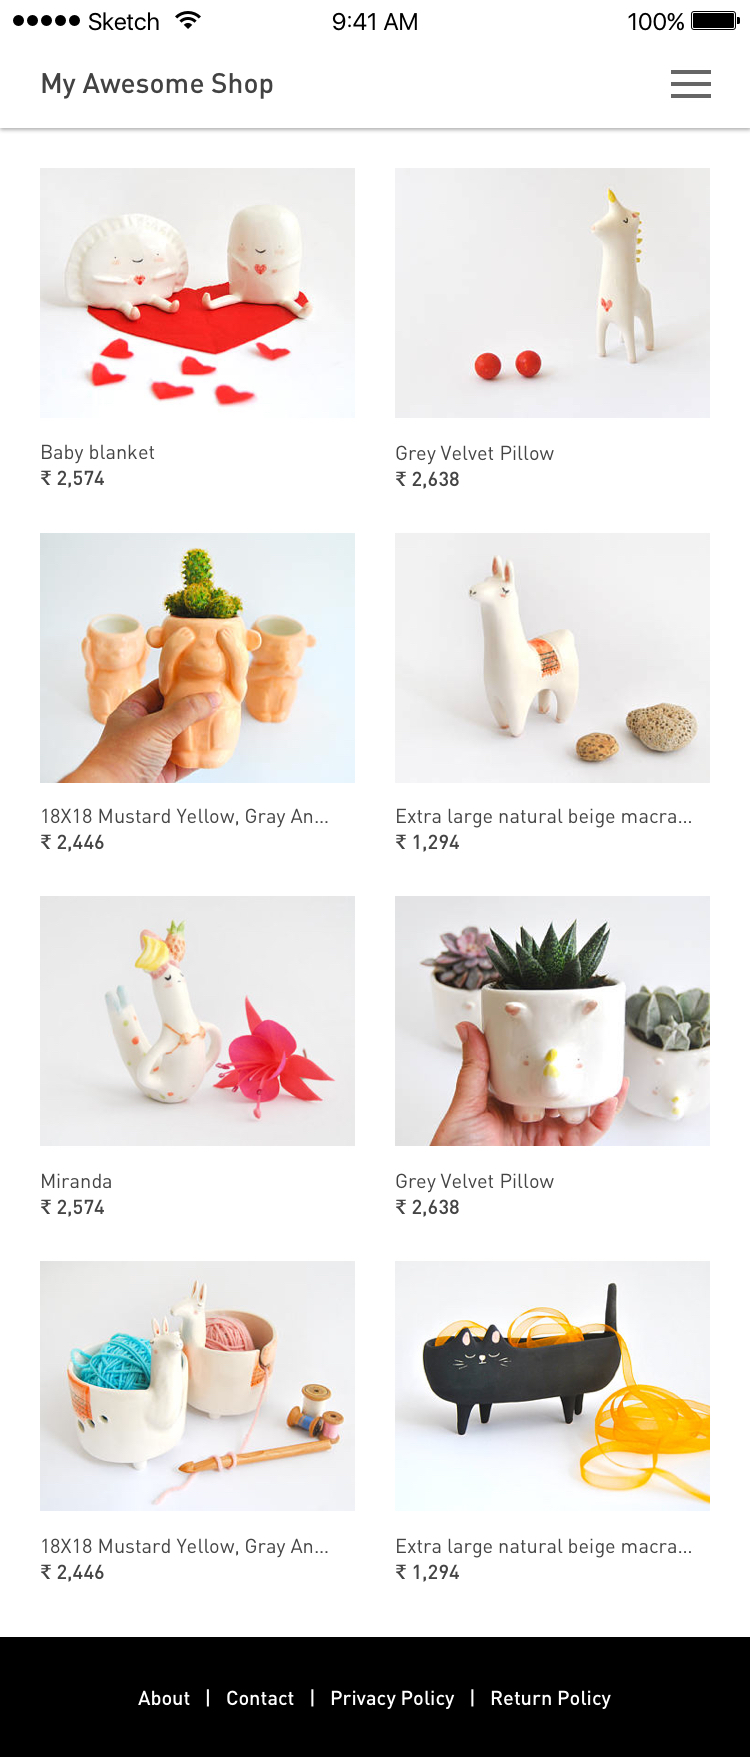 Sketch 9:41 AM 100%
My Awesome Shop
Baby blanket
₹ 2,574
Grey Velvet Pillow
₹ 2,638
18X18 Mustard Yellow, Gray An...
₹ 2,446
Extra large natural beige macra...
₹ 1,294
Miranda
₹ 2,574
Grey Velvet Pillow
₹ 2,638
18X18 Mustard Yellow, Gray An...
₹ 2,446
Extra large natural beige macra...
₹ 1,294
About | Contact | Privacy Policy | Return Policy